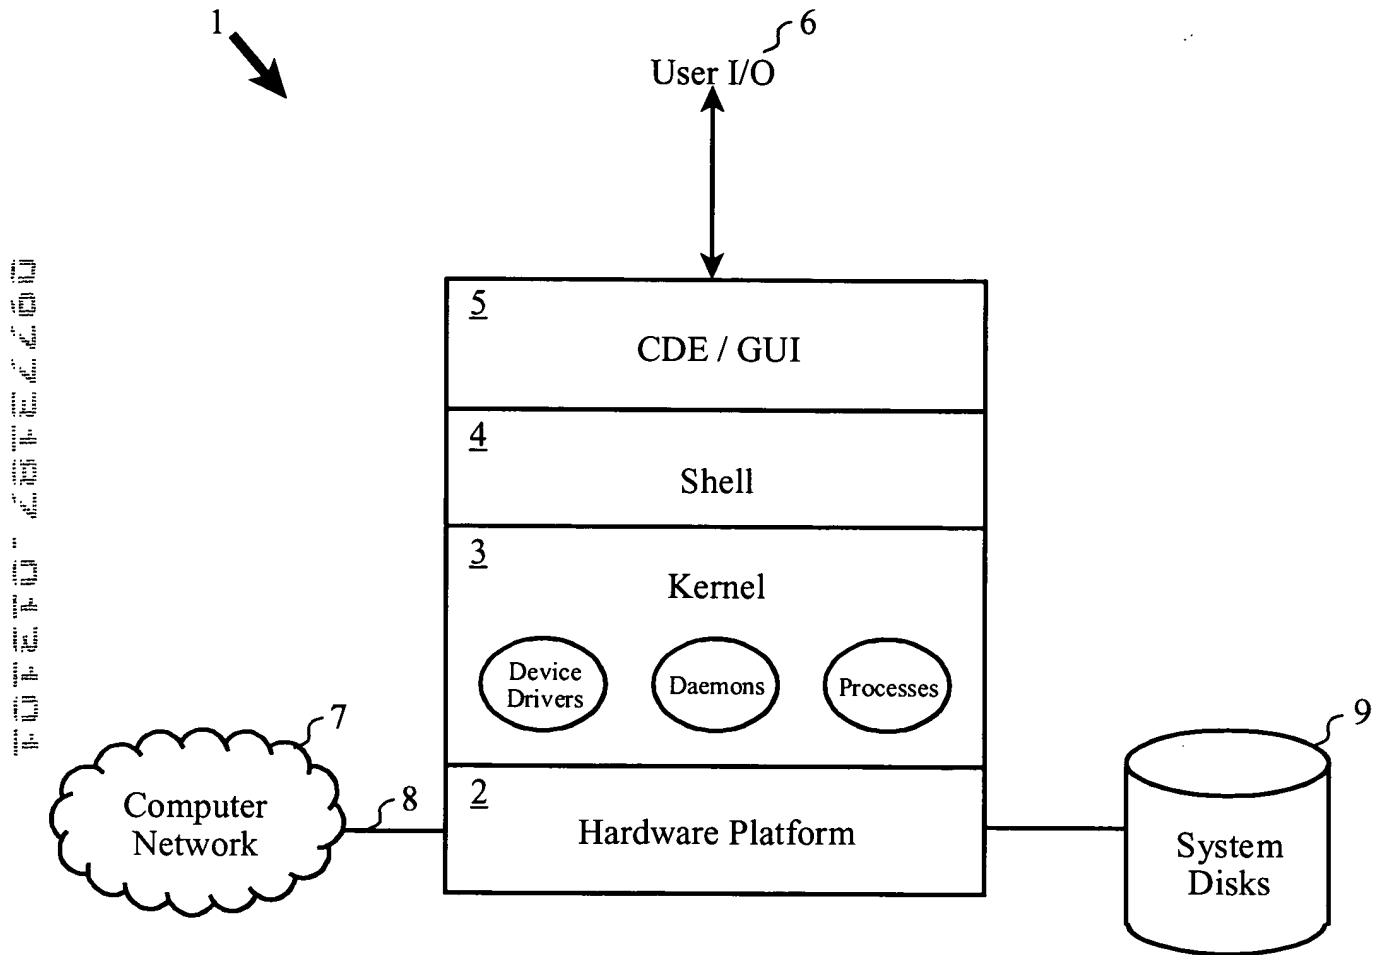 1
6
User I/O
5
CDE / GUI
4
Shell
3
Kernel
Device
Drivers
Daemons
Processes
7
Computer
Network
8
2
Hardware Platform
9
System
Disks